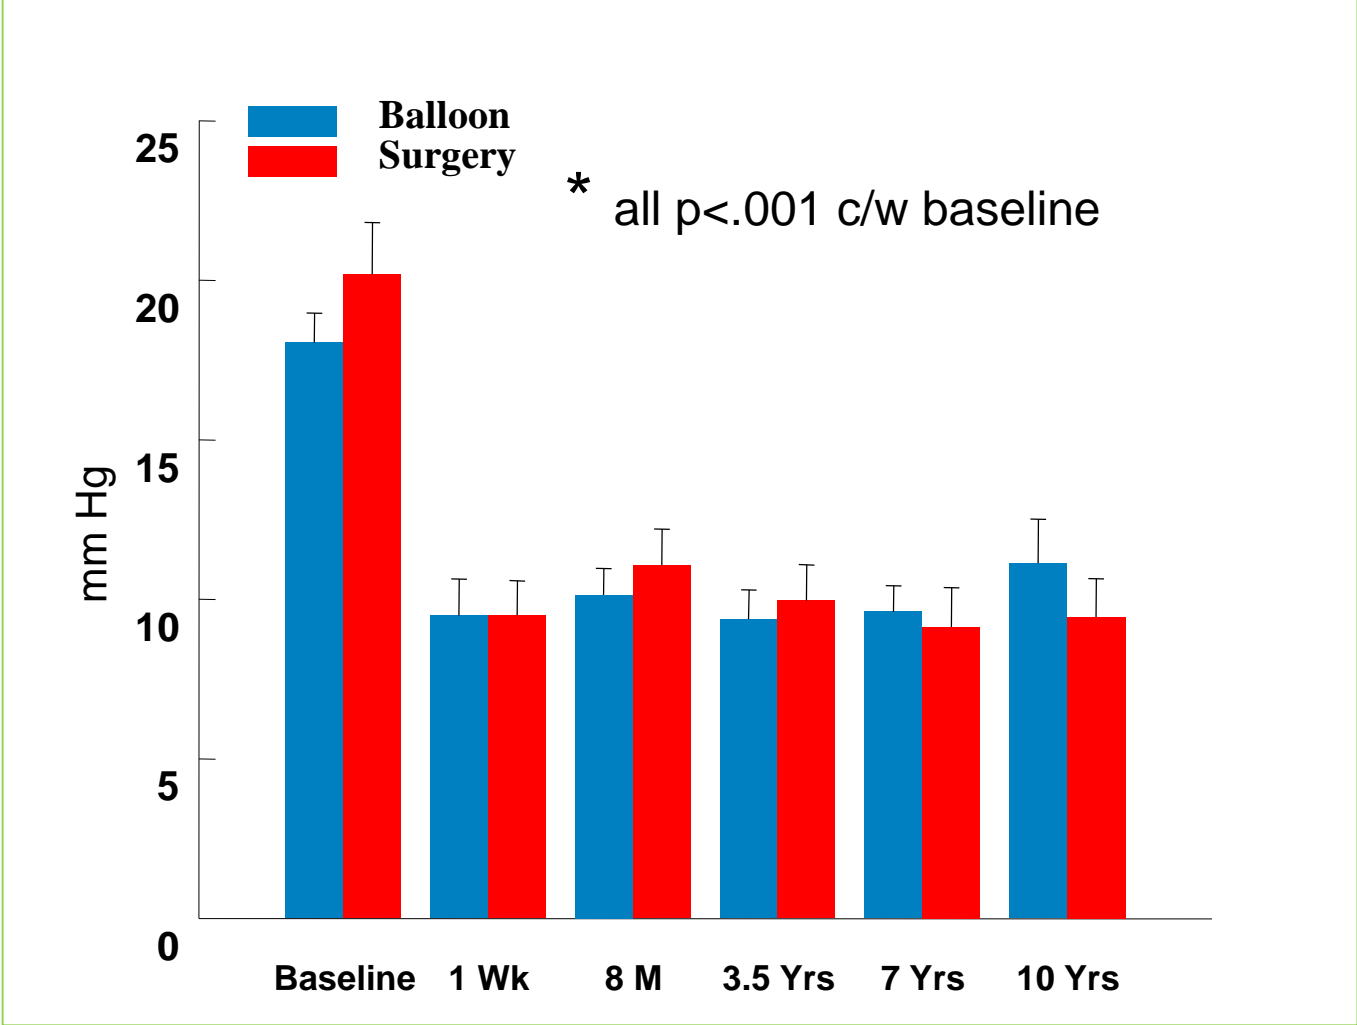 Balloon
Surgery
* all p<.001 c/w baseline
mm Hg
25
20
15
10
5
0
Baseline 1 Wk 8 M 3.5 Yrs 7 Yrs 10 Yrs